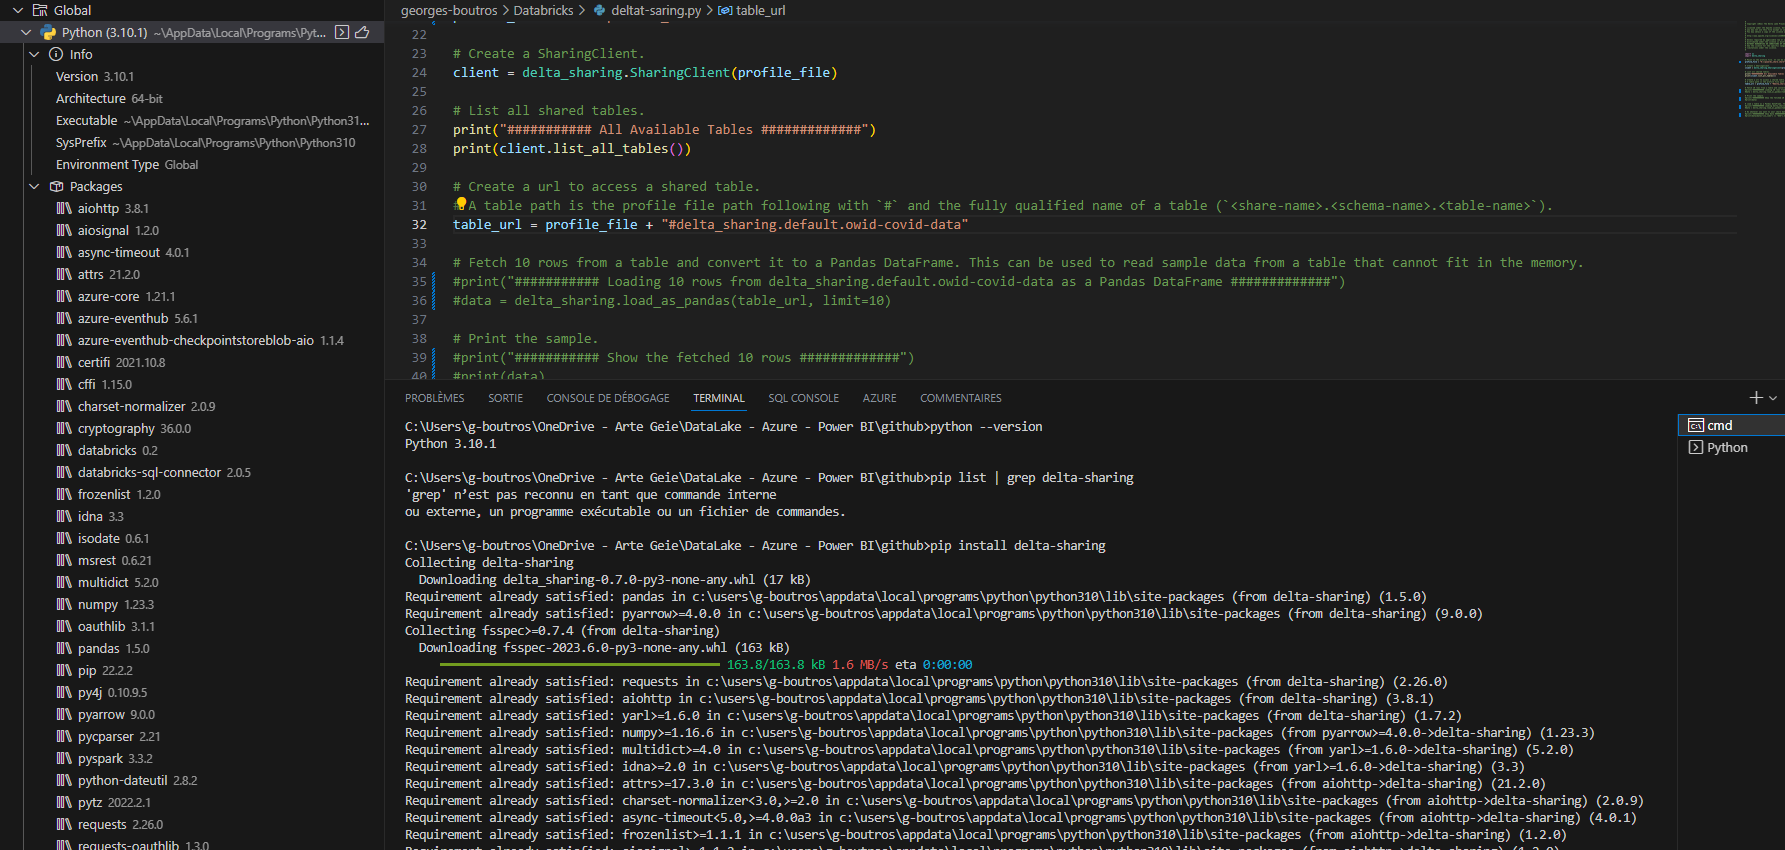 Global
Python (3.10.1) ~\AppData\Local\Programs\Pyt...
Info
Version 3.10.1
Architecture 64-bit
Executable ~\AppData\Local\Programs\Python\Python31...
SysPrefix ~\AppData\Local\Programs\Python\Python310
Environment Type Global
Packages
aiohttp 3.8.1
aiosignal 1.2.0
async-timeout 4.0.1
attrs 21.2.0
azure-core 1.21.1
azure-eventhub 5.6.1
azure-eventhub-checkpointstoreblob-aio 1.1.4
certifi 2021.10.8
cffi 1.15.0
charset-normalizer 2.0.9
cryptography 36.0.0
databricks 0.2
databricks-sql-connector 2.0.5
frozenlist 1.2.0
idna 3.3
isodate 0.6.1
msrest 0.6.21
multidict 5.2.0
numpy 1.23.3
oauthlib 3.1.1
pandas 1.5.0
pip 22.2.2
py4j 0.10.9.5
pyarrow 9.0.0
pycparser 2.21
pyspark 3.3.2
python-dateutil 2.8.2
pytz 2022.2.1
requests 2.26.0
requests-oauthlib 1.3.0
georges-boutros > Databricks > deltat-saring.py > table_url
22
23 # Create a SharingClient.
24 client = delta_sharing.SharingClient(profile_file)
25
26 # List all shared tables.
27 print("########### All Available Tables #############")
28 print(client.list_all_tables())
29
30 # Create a url to access a shared table.
31 # A table path is the profile file path following with `#` and the fully qualified name of a table (`<share-name>.<schema-name>.<table-name>`).
32 table_url = profile_file + "#delta_sharing.default.owid-covid-data"
33
34 # Fetch 10 rows from a table and convert it to a Pandas DataFrame. This can be used to read sample data from a table that cannot fit in the memory.
35 #print("########### Loading 10 rows from delta_sharing.default.owid-covid-data as a Pandas DataFrame #############")
36 #data = delta_sharing.load_as_pandas(table_url, limit=10)
37
38 # Print the sample.
39 #print("########### Show the fetched 10 rows #############")
40 #print(data)
PROBLÈMES SORTIE CONSOLE DE DÉBOGAGE TERMINAL SQL CONSOLE AZURE COMMENTAIRES
C:\Users\g-boutros\OneDrive - Arte Geie\DataLake - Azure - Power BI\github>python --version
Python 3.10.1
C:\Users\g-boutros\OneDrive - Arte Geie\DataLake - Azure - Power BI\github>pip list | grep delta-sharing
'grep' n’est pas reconnu en tant que commande interne
ou externe, un programme exécutable ou un fichier de commandes.
C:\Users\g-boutros\OneDrive - Arte Geie\DataLake - Azure - Power BI\github>pip install delta-sharing
Collecting delta-sharing
Downloading delta_sharing-0.7.0-py3-none-any.whl (17 kB)
Requirement already satisfied: pandas in c:\users\g-boutros\appdata\local\programs\python\python310\lib\site-packages (from delta-sharing) (1.5.0)
Requirement already satisfied: pyarrow>=4.0.0 in c:\users\g-boutros\appdata\local\programs\python\python310\lib\site-packages (from delta-sharing) (9.0.0)
Collecting fsspec>=0.7.4 (from delta-sharing)
Downloading fsspec-2023.6.0-py3-none-any.whl (163 kB)
163.8/163.8 kB 1.6 MB/s eta 0:00:00
Requirement already satisfied: requests in c:\users\g-boutros\appdata\local\programs\python\python310\lib\site-packages (from delta-sharing) (2.26.0)
Requirement already satisfied: aiohttp in c:\users\g-boutros\appdata\local\programs\python\python310\lib\site-packages (from delta-sharing) (3.8.1)
Requirement already satisfied: yarl>=1.6.0 in c:\users\g-boutros\appdata\local\programs\python\python310\lib\site-packages (from delta-sharing) (1.7.2)
Requirement already satisfied: numpy>=1.16.6 in c:\users\g-boutros\appdata\local\programs\python\python310\lib\site-packages (from pyarrow>=4.0.0->delta-sharing) (1.23.3)
Requirement already satisfied: multidict>=4.0 in c:\users\g-boutros\appdata\local\programs\python\python310\lib\site-packages (from yarl>=1.6.0->delta-sharing) (5.2.0)
Requirement already satisfied: idna>=2.0 in c:\users\g-boutros\appdata\local\programs\python\python310\lib\site-packages (from yarl>=1.6.0->delta-sharing) (3.3)
Requirement already satisfied: attrs>=17.3.0 in c:\users\g-boutros\appdata\local\programs\python\python310\lib\site-packages (from aiohttp->delta-sharing) (21.2.0)
Requirement already satisfied: charset-normalizer<3.0,>=2.0 in c:\users\g-boutros\appdata\local\programs\python\python310\lib\site-packages (from aiohttp->delta-sharing) (2.0.9)
Requirement already satisfied: async-timeout<5.0,>=4.0.0a3 in c:\users\g-boutros\appdata\local\programs\python\python310\lib\site-packages (from aiohttp->delta-sharing) (4.0.1)
Requirement already satisfied: frozenlist>=1.1.1 in c:\users\g-boutros\appdata\local\programs\python\python310\lib\site-packages (from aiohttp->delta-sharing) (1.2.0)
cmd
Python